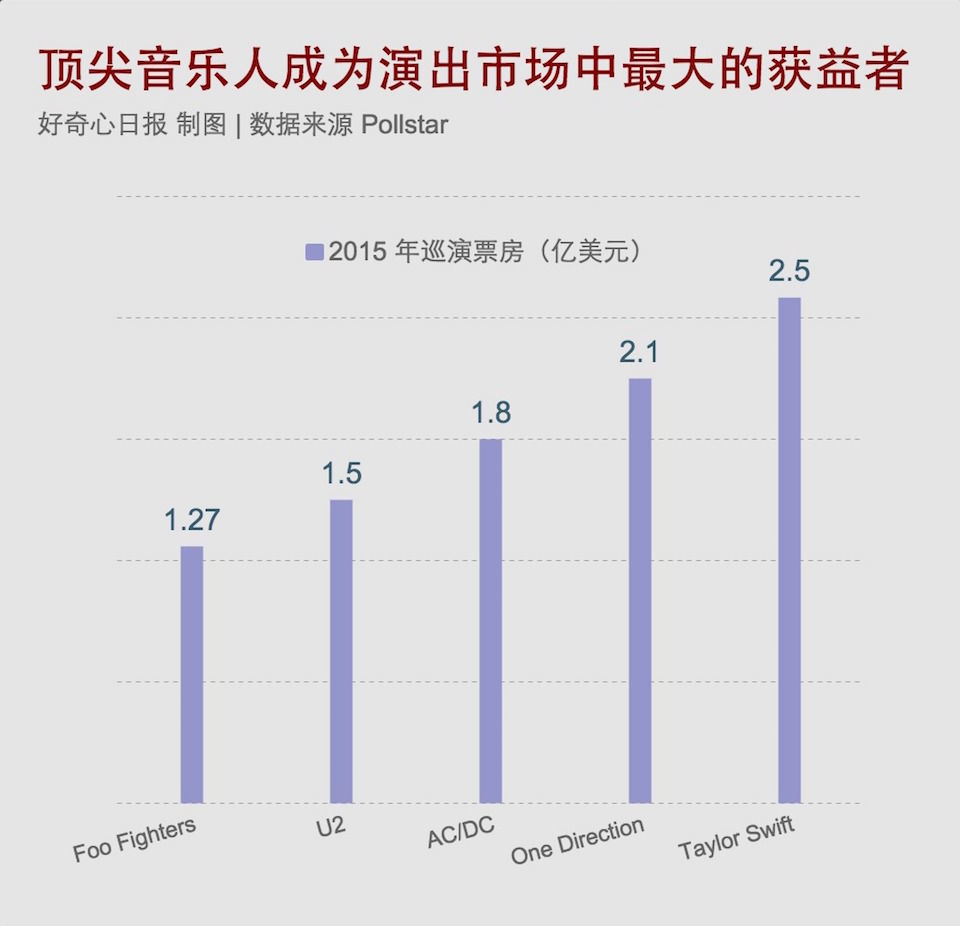 顶尖音乐人成为演出市场中最大的获益者
好奇心日报 制图 | 数据来源 Pollstar
2015 年巡演票房（亿美元）
1.27
1.5
1.8
2.1
2.5
Foo Fighters
U2
AC/DC
One Direction
Taylor Swift